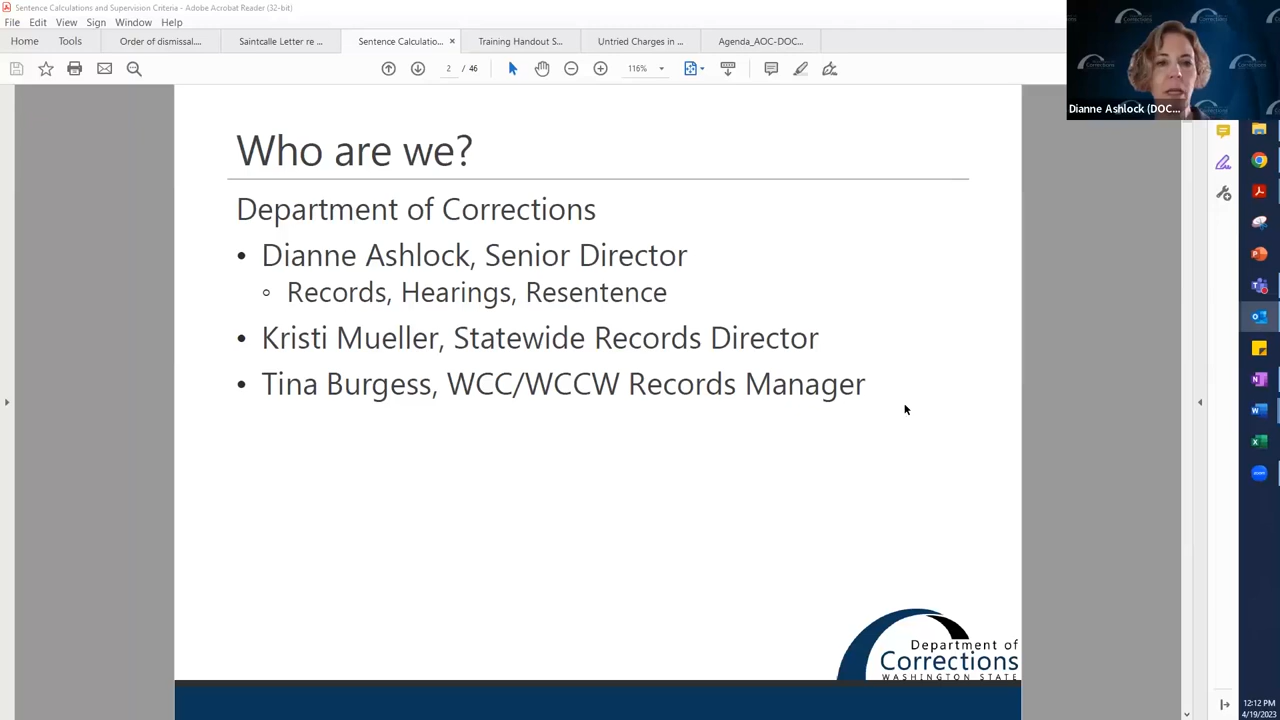 Sentence Calculations and Supervision Criteria - Adobe Acrobat Reader (32-bit)
File Edit View Sign Window Help
Home Tools Order of dismissal.... Saintcalle Letter re ... Sentence Calculatio... × Training Handout S... Untried Charges in ... Agenda_AOC-DOC...
2 / 46 116%
Corrections
Corrections
Corrections
Dianne Ashlock (DOC...
Who are we?
Department of Corrections
• Dianne Ashlock, Senior Director
◦ Records, Hearings, Resentence
• Kristi Mueller, Statewide Records Director
• Tina Burgess, WCC/WCCW Records Manager
Department of
Corrections
WASHINGTON STATE
12:12 PM
4/19/2023